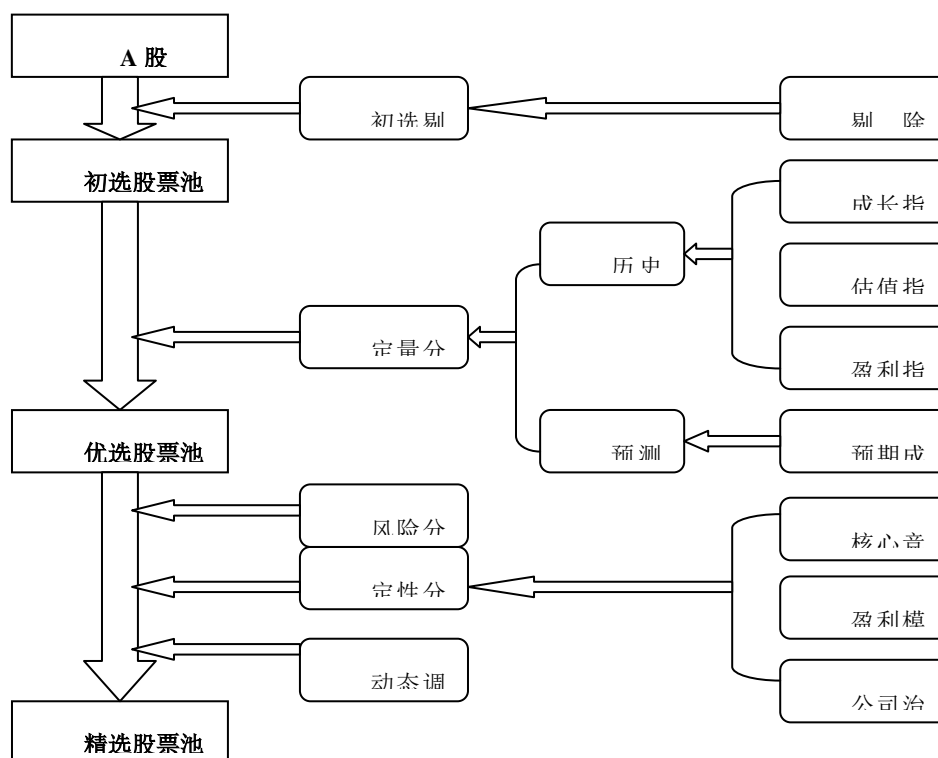 A 股
初选剔
剔 除
初选股票池
成长指
历史
估值指
定量分
盈利指
优选股票池
预测
预期成
风险分
核心竞
定性分
盈利模
动态调
公司治
精选股票池